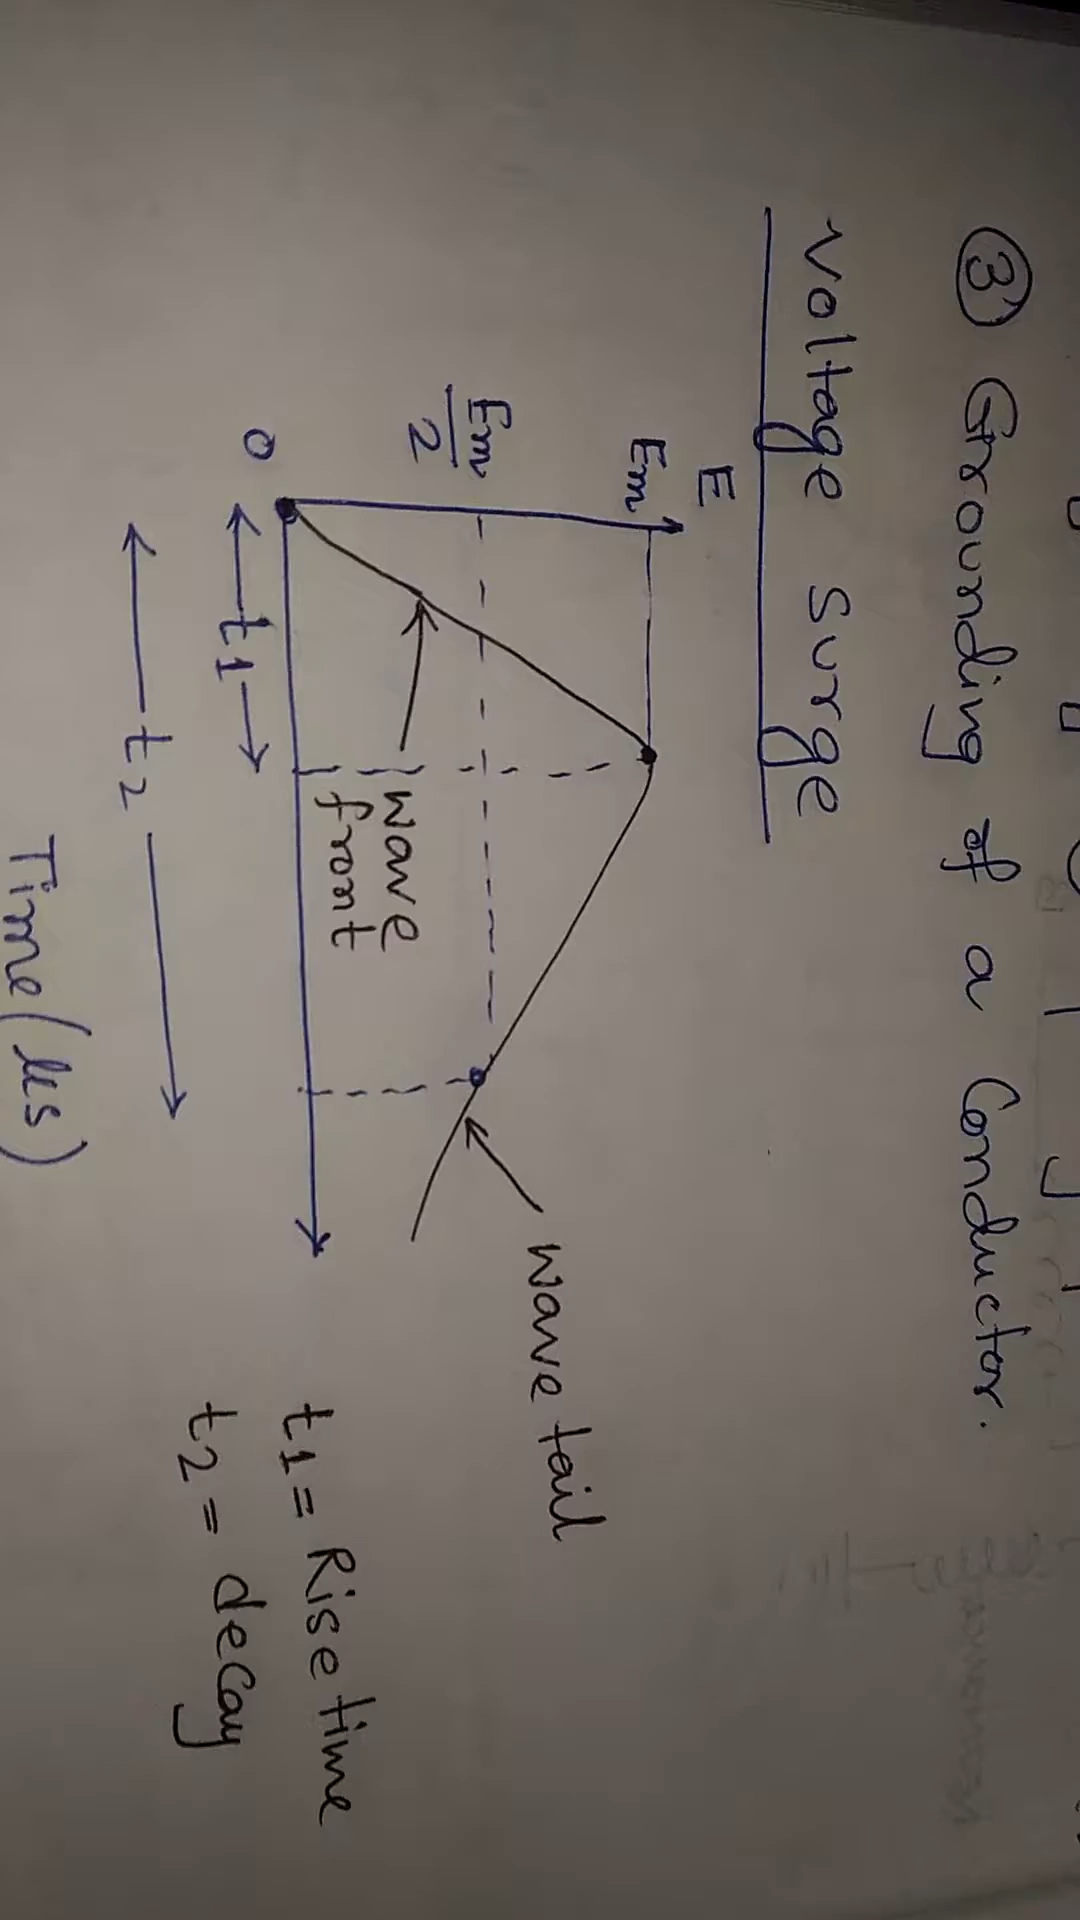 ③ Grounding of a Conductor.
Voltage Surge
E
Em
Em/2
0
wave tail
wave
front
t1
t2
Time (μs)
t1 = Rise time
t2 = decay